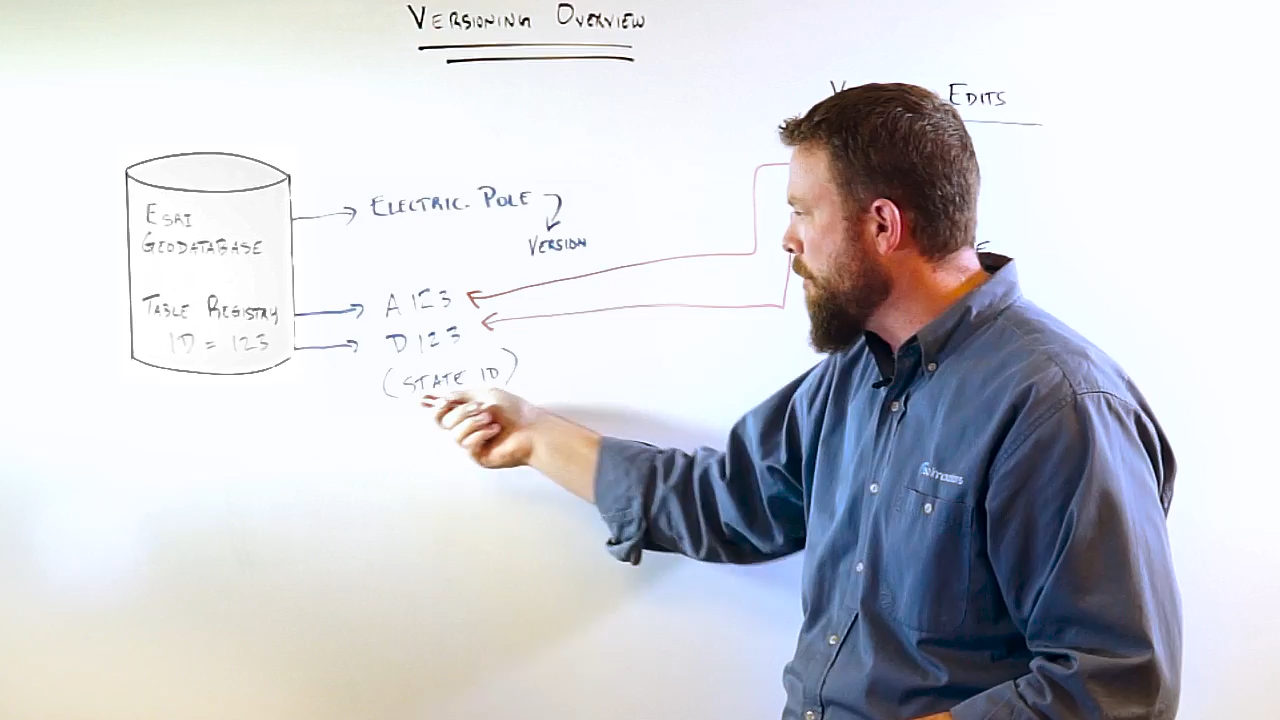 VERSIONING OVERVIEW
EDITS
ESRI
GEODATABASE
ELECTRIC POLE
VERSION
TABLE REGISTRY
ID = 123
A 123
D 123
(STATE ID)